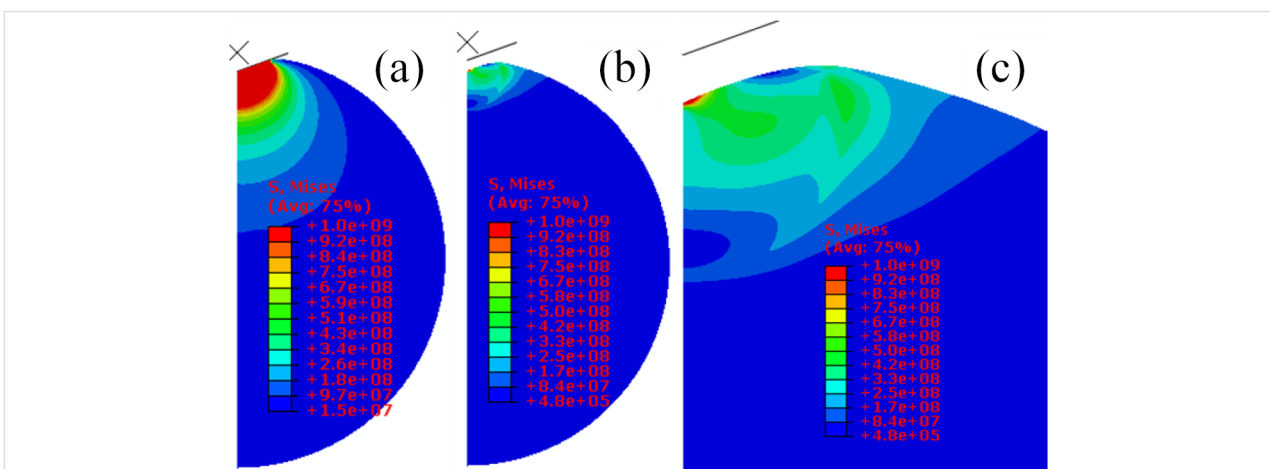 (a)
S, Mises
(Avg: 75%)
+1.0e+09
+9.2e+08
+8.4e+08
+7.5e+08
+6.7e+08
+5.9e+08
+5.1e+08
+4.3e+08
+3.4e+08
+2.6e+08
+1.8e+08
+9.7e+07
+1.5e+07
(b)
S, Mises
(Avg: 75%)
+1.0e+09
+9.2e+08
+8.3e+08
+7.5e+08
+6.7e+08
+5.8e+08
+5.0e+08
+4.2e+08
+3.3e+08
+2.5e+08
+1.7e+08
+8.4e+07
+4.8e+05
(c)
S, Mises
(Avg: 75%)
+1.0e+09
+9.2e+08
+8.3e+08
+7.5e+08
+6.7e+08
+5.8e+08
+5.0e+08
+4.2e+08
+3.3e+08
+2.5e+08
+1.7e+08
+8.4e+07
+4.8e+05